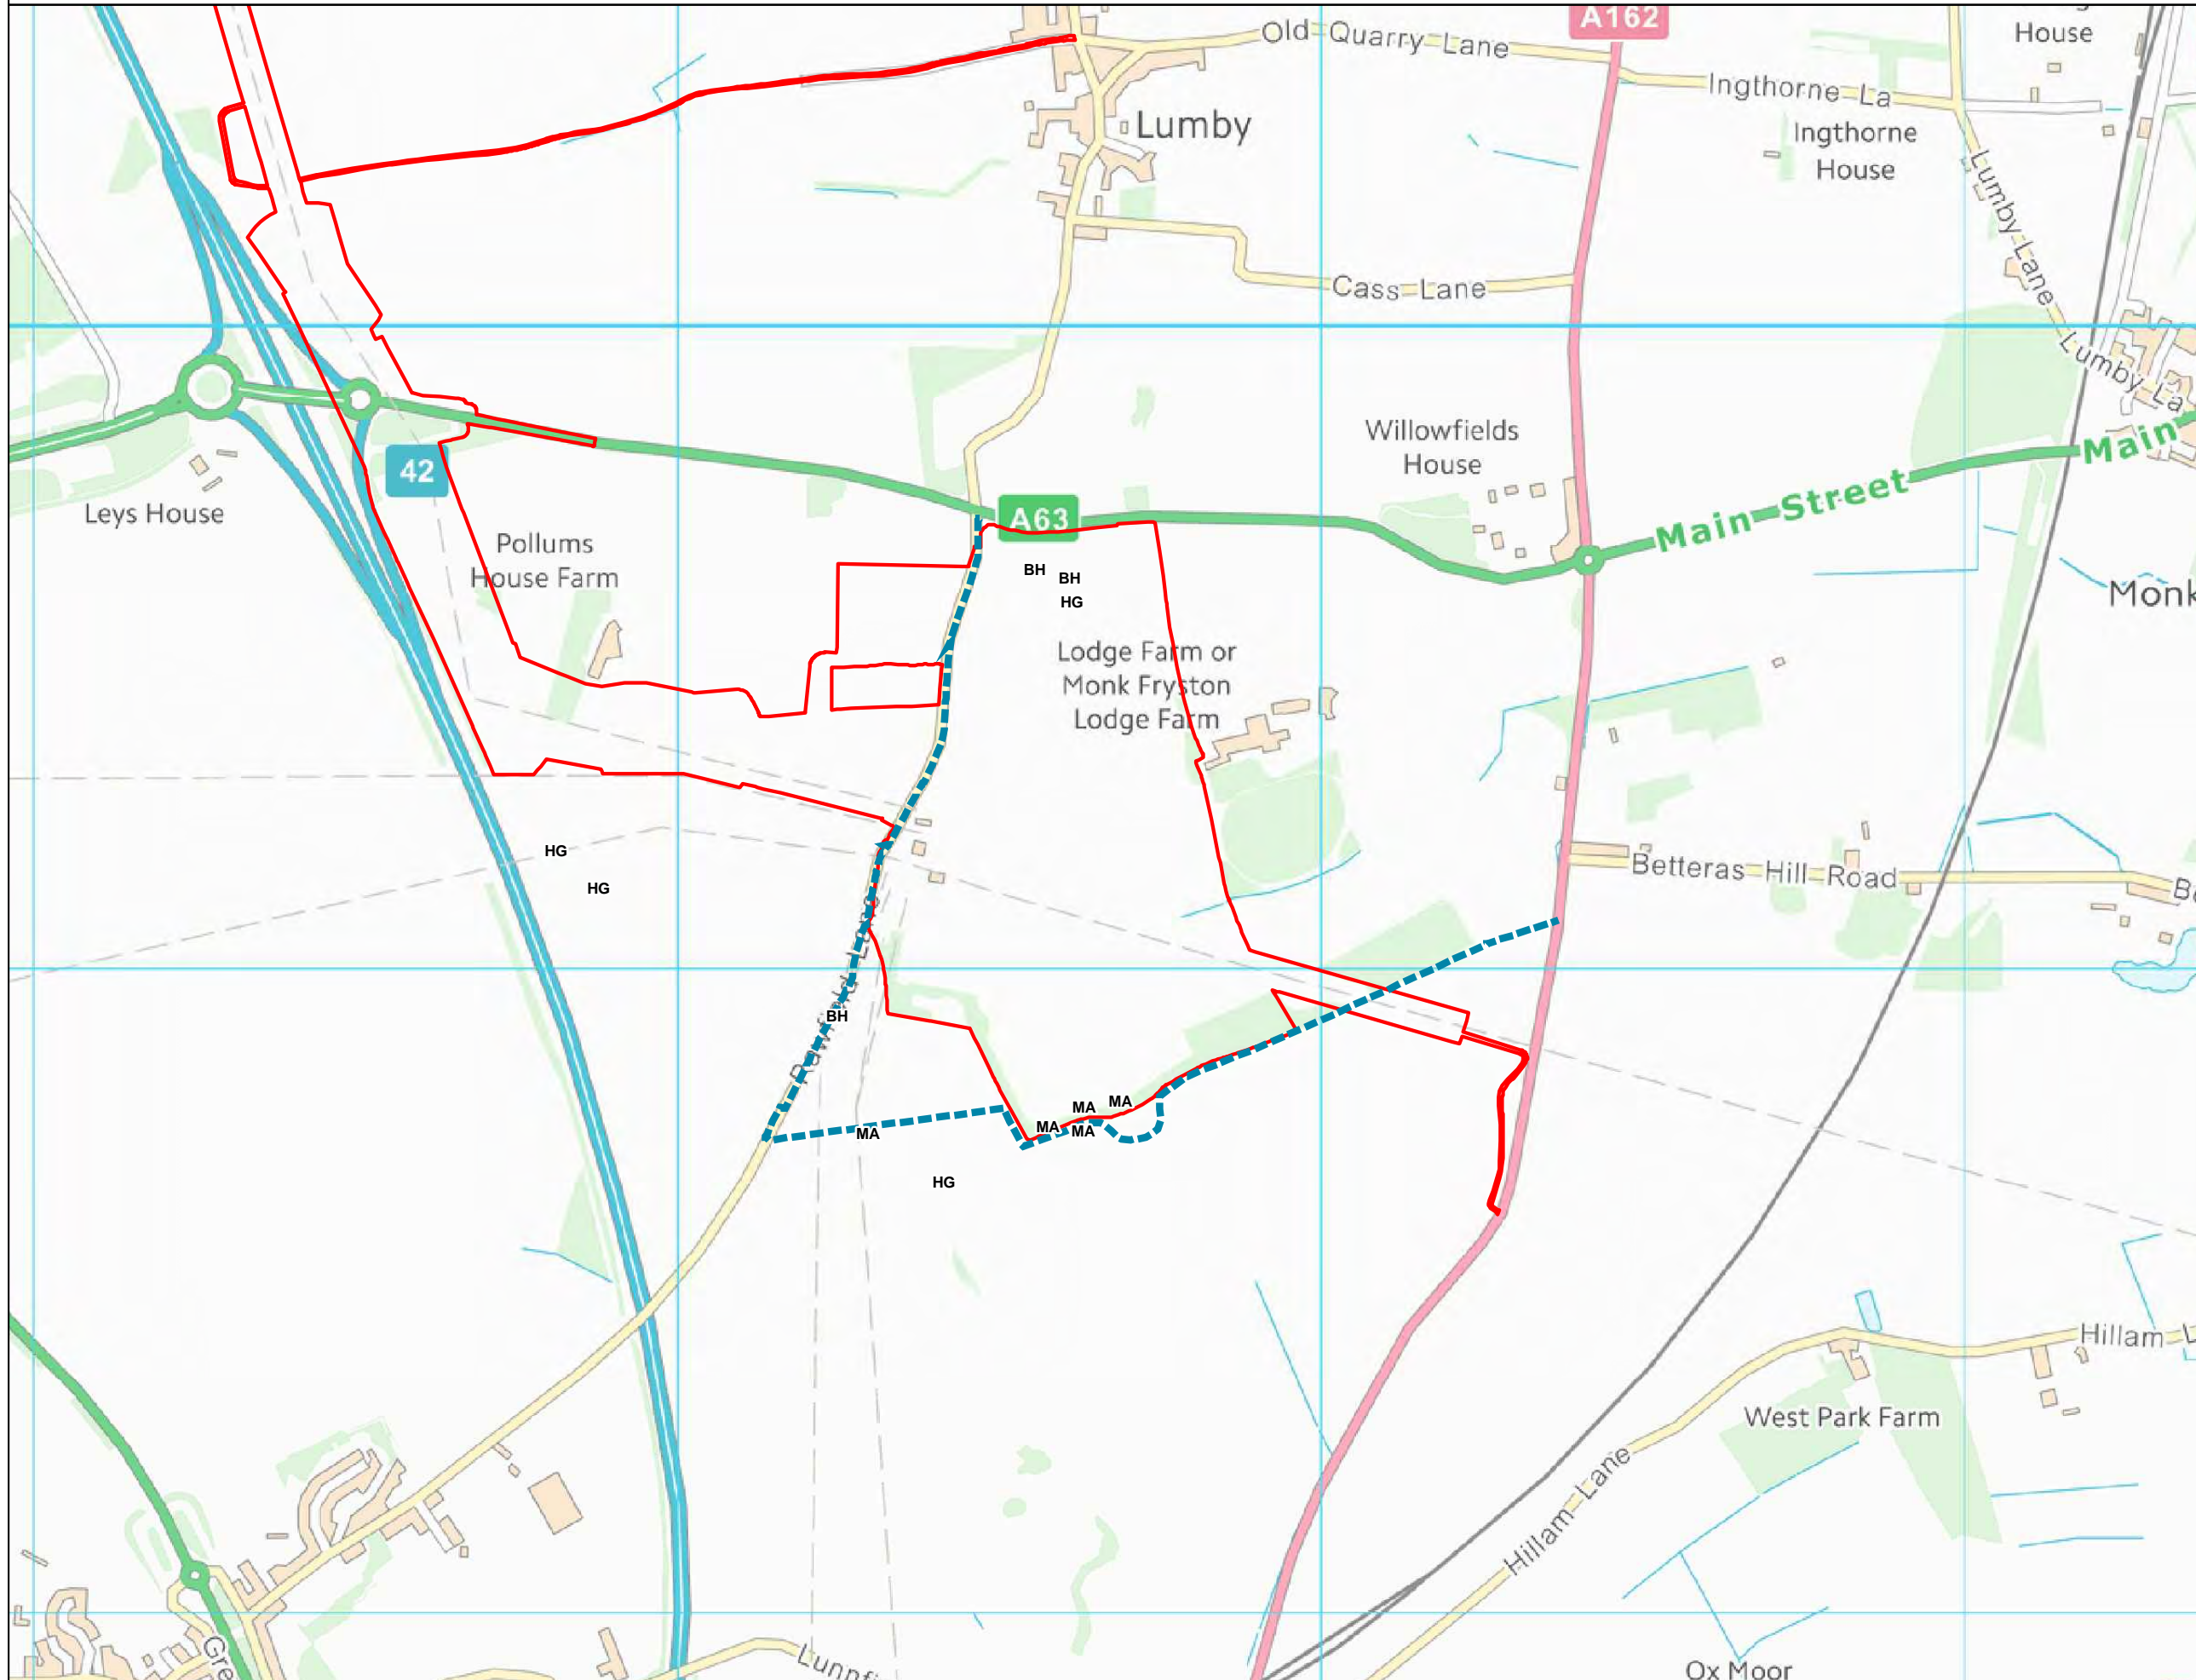 A162
House
Old Quarry Lane
Ingthorne La
Lumby
Ingthorne
House
Lumby Lane
Cass Lane
Lumby La
Willowfields
House
Main
42
Leys House
Main Street
A63
Pollums
House Farm
BH
BH
HG
Monk
Lodge Farm or
Monk Fryston
Lodge Farm
HG
HG
Betteras Hill Road
BH
MA
MA
MA
MA
MA
HG
Hillam
West Park Farm
Hillam Lane
Ox Moor